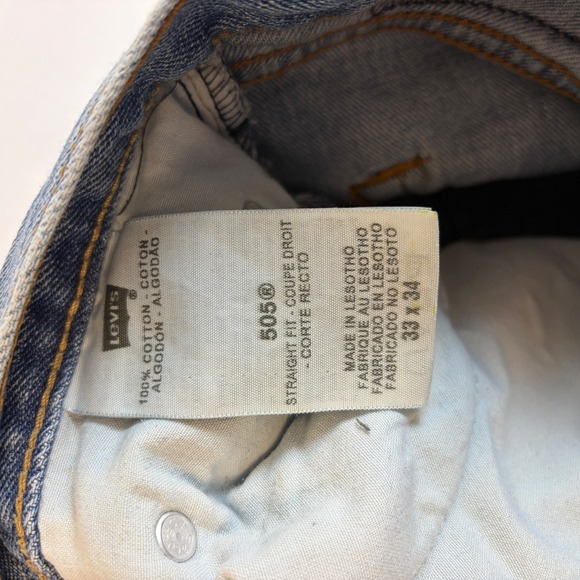 Levi's®
100% COTTON - COTON -
ALGODÓN - ALGODÃO
505®
STRAIGHT FIT - COUPE DROIT
- CORTE RECTO
MADE IN LESOTHO
FABRIQUE AU LESOTHO
FABRICADO EN LESOTHO
FABRICADO NO LESOTO
33 x 34